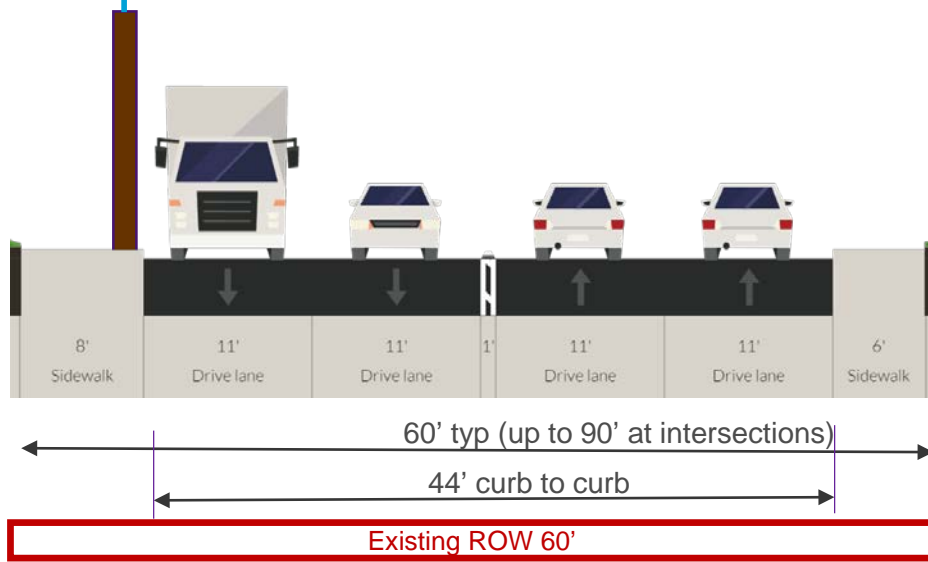 8' 11' 11' 1' 11' 11' 6'
Sidewalk Drive lane Drive lane Drive lane Drive lane Sidewalk
60’ typ (up to 90’ at intersections)
44’ curb to curb
Existing ROW 60’